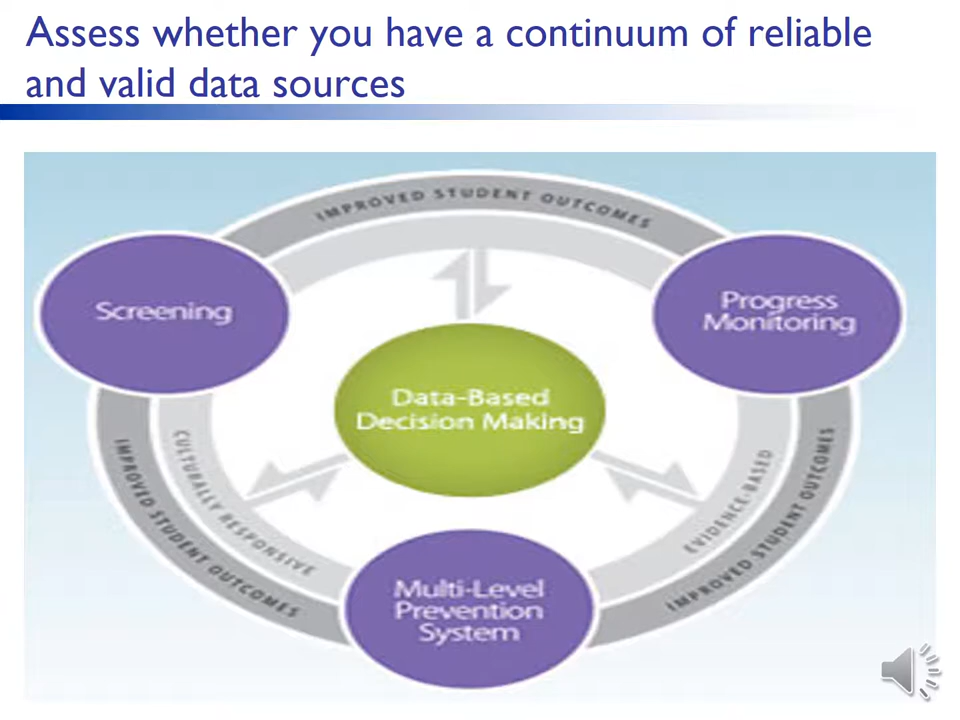 Assess whether you have a continuum of reliable
and valid data sources
IMPROVED STUDENT OUTCOMES
Screening
Progress
Monitoring
Data-Based
Decision Making
IMPROVED STUDENT OUTCOMES
CULTURALLY RESPONSIVE
EVIDENCE-BASED
IMPROVED STUDENT OUTCOMES
Multi-Level
Prevention
System